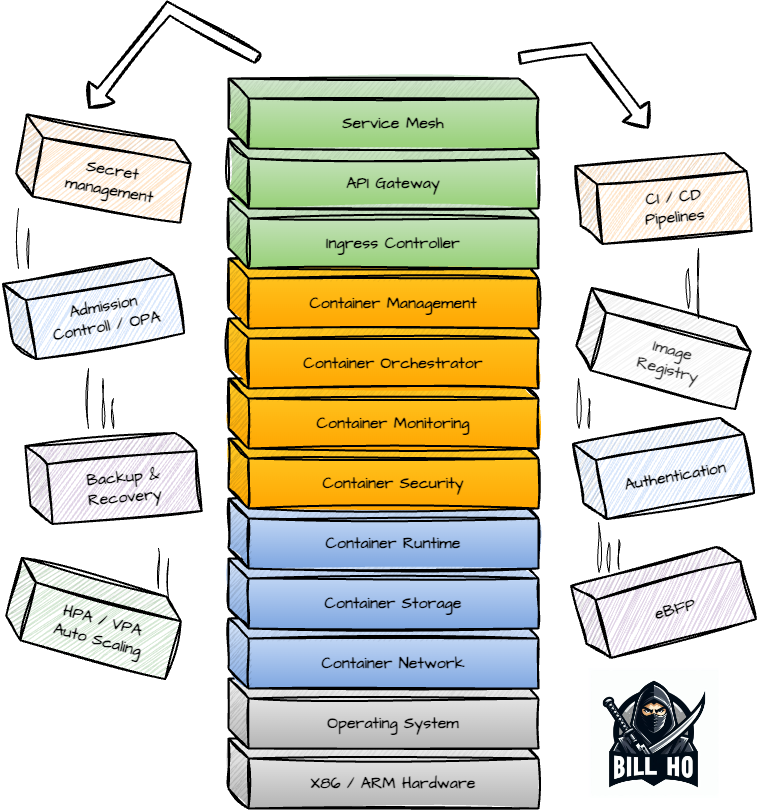 Service Mesh
API Gateway
Ingress Controller
Container Management
Container Orchestrator
Container Monitoring
Container Security
Container Runtime
Container Storage
Container Network
Operating System
X86 / ARM Hardware
Secret
management
Admission
Controll / OPA
Backup &
Recovery
HPA / VPA
Auto Scaling
CI / CD
Pipelines
Image
Registry
Authentication
eBFP
BILL HO